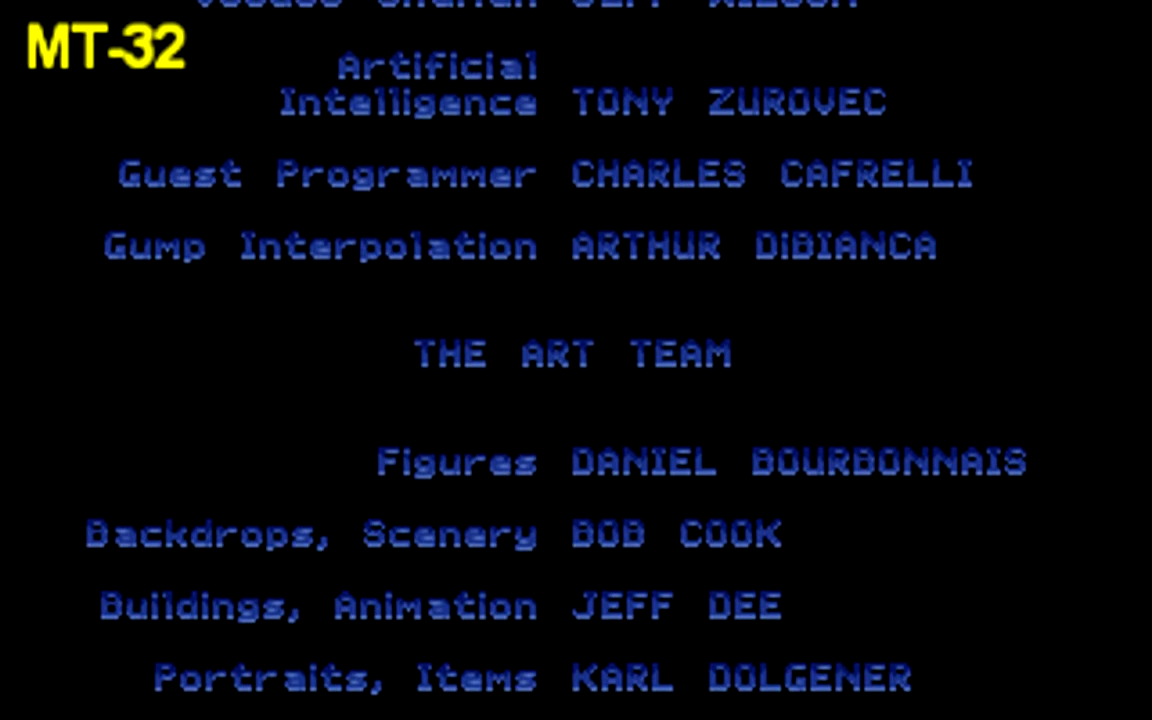 MT-32
Artificial
Intelligence TONY ZUROVEC
Guest Programmer CHARLES CAFRELLI
Gump Interpolation ARTHUR DiBIANCA
THE ART TEAM
Figures DANIEL BOURBONNAIS
Backdrops, Scenery BOB COOK
Buildings, Animation JEFF DEE
Portraits, Items KARL DOLGENER